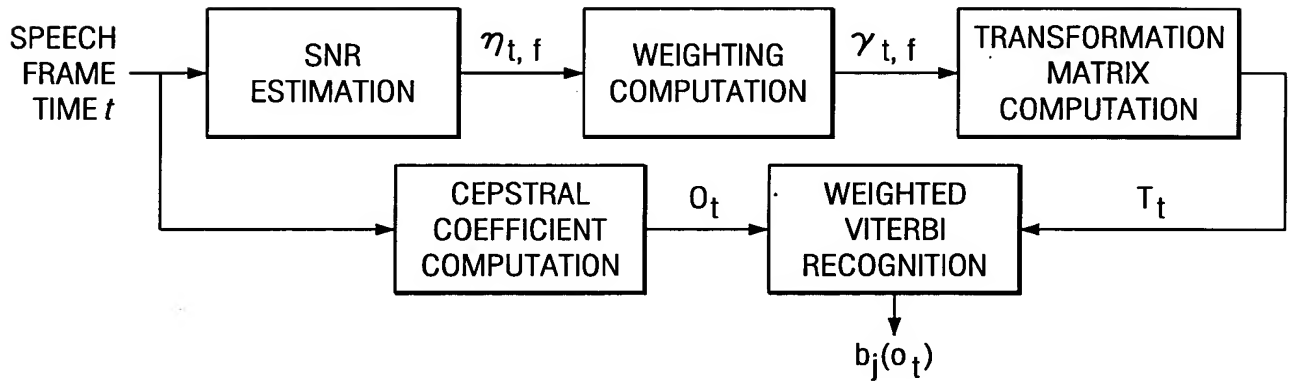 SPEECH
FRAME
TIME t
SNR
ESTIMATION
η t, f
WEIGHTING
COMPUTATION
γ t, f
TRANSFORMATION
MATRIX
COMPUTATION
CEPSTRAL
COEFFICIENT
COMPUTATION
O t
WEIGHTED
VITERBI
RECOGNITION
T t
b j (o t )